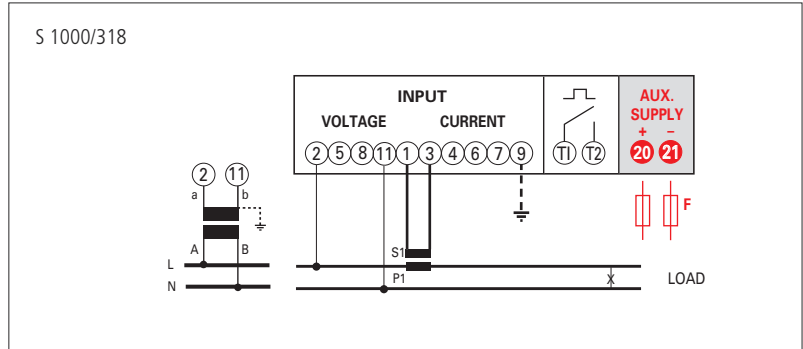 S 1000/318
INPUT
VOLTAGE CURRENT
AUX.
SUPPLY
+ −
2 5 8 11 1 3 4 6 7 9 T1 T2 20 21
2 11
a b
F
A B
S1
L
P1
X LOAD
N